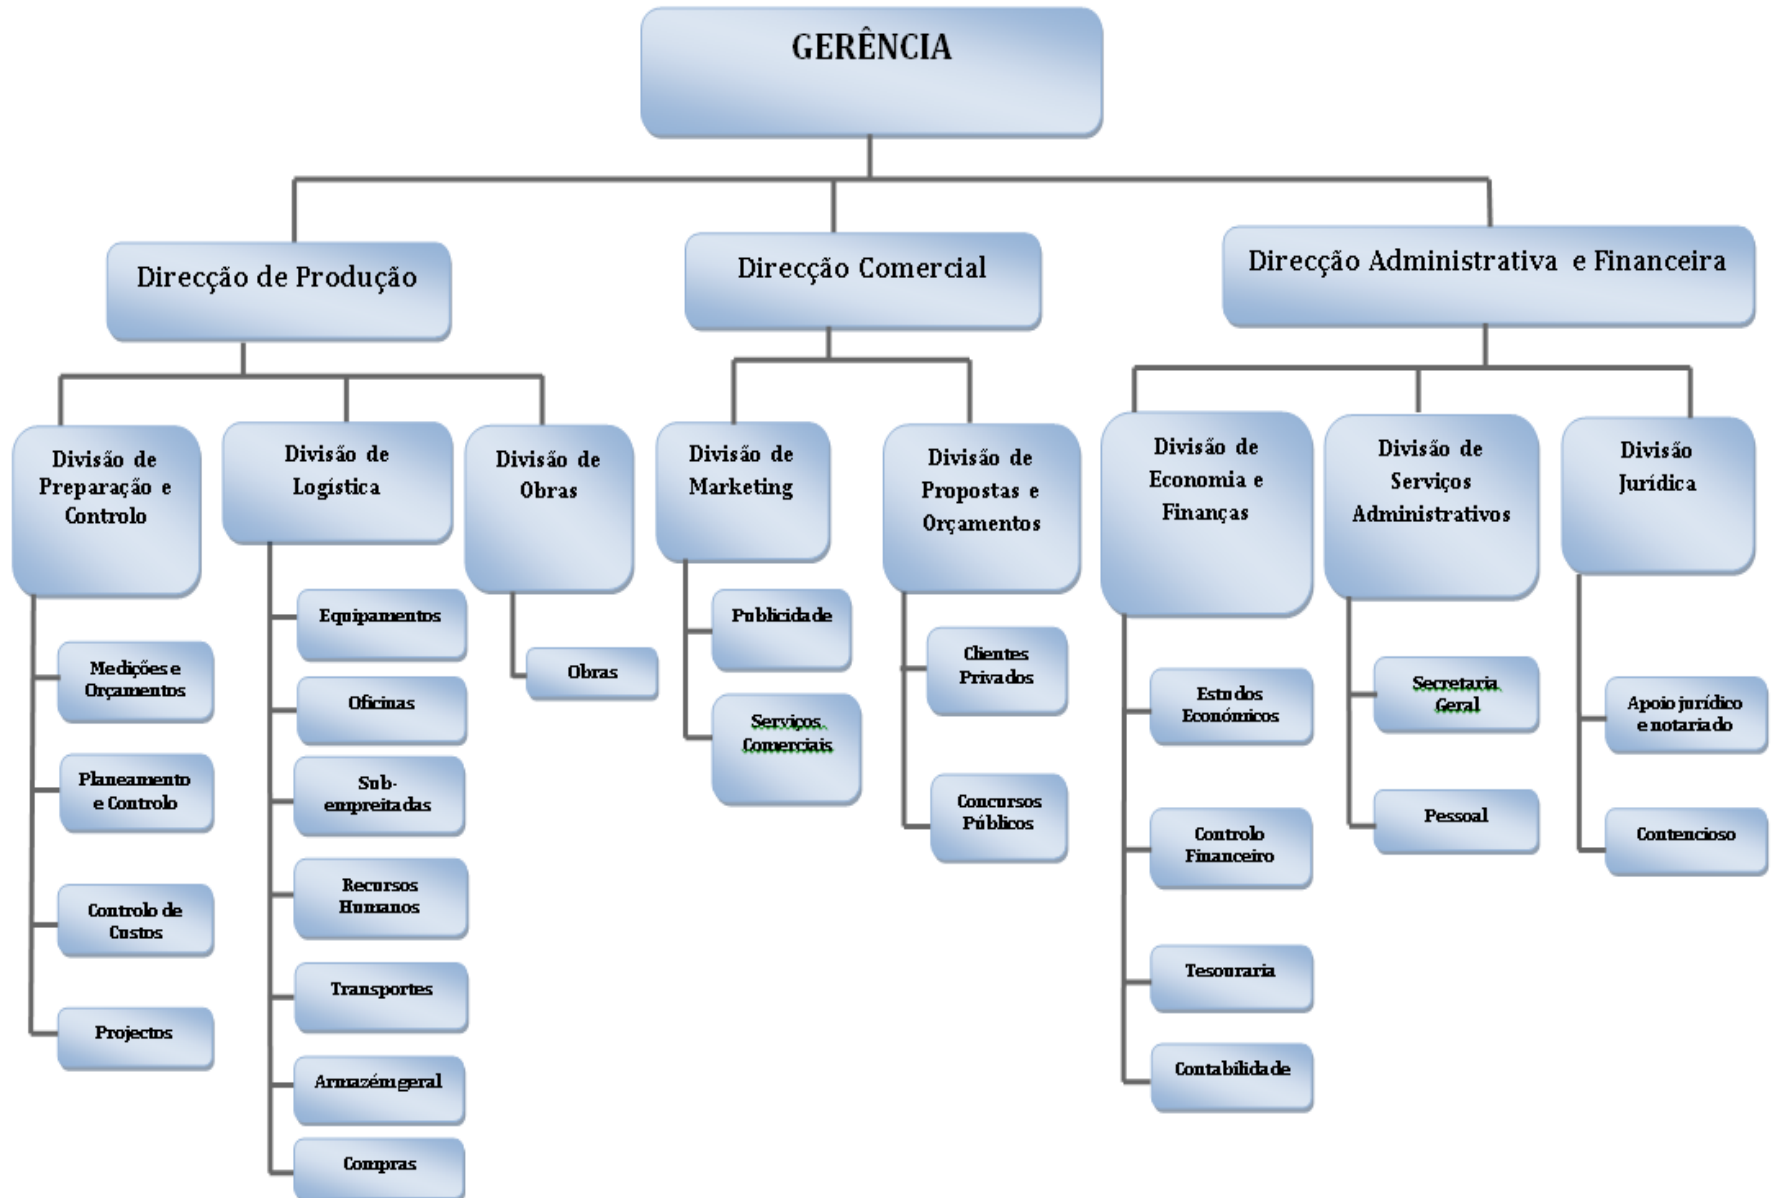 GERÊNCIA
Direcção de Produção
Direcção Comercial
Direcção Administrativa e Financeira
Divisão de
Preparação e
Controlo
Divisão de
Logística
Divisão de
Obras
Divisão de
Marketing
Divisão de
Propostas e
Orçamentos
Divisão de
Economia e
Finanças
Divisão de
Serviços
Administrativos
Divisão
Jurídica
Medições e
Orçamentos
Planeamento
e Controlo
Controlo de
Custos
Projectos
Equipamentos
Oficinas
Sub-
empreitadas
Recursos
Humanos
Transportes
Armazém geral
Compras
Obras
Publicidade
Serviços
Comerciais
Clientes
Privados
Concursos
Públicos
Estudos
Económicos
Controlo
Financeiro
Tesouraria
Contabilidade
Secretaria
Geral
Pessoal
Apoio jurídico
e notariado
Contencioso